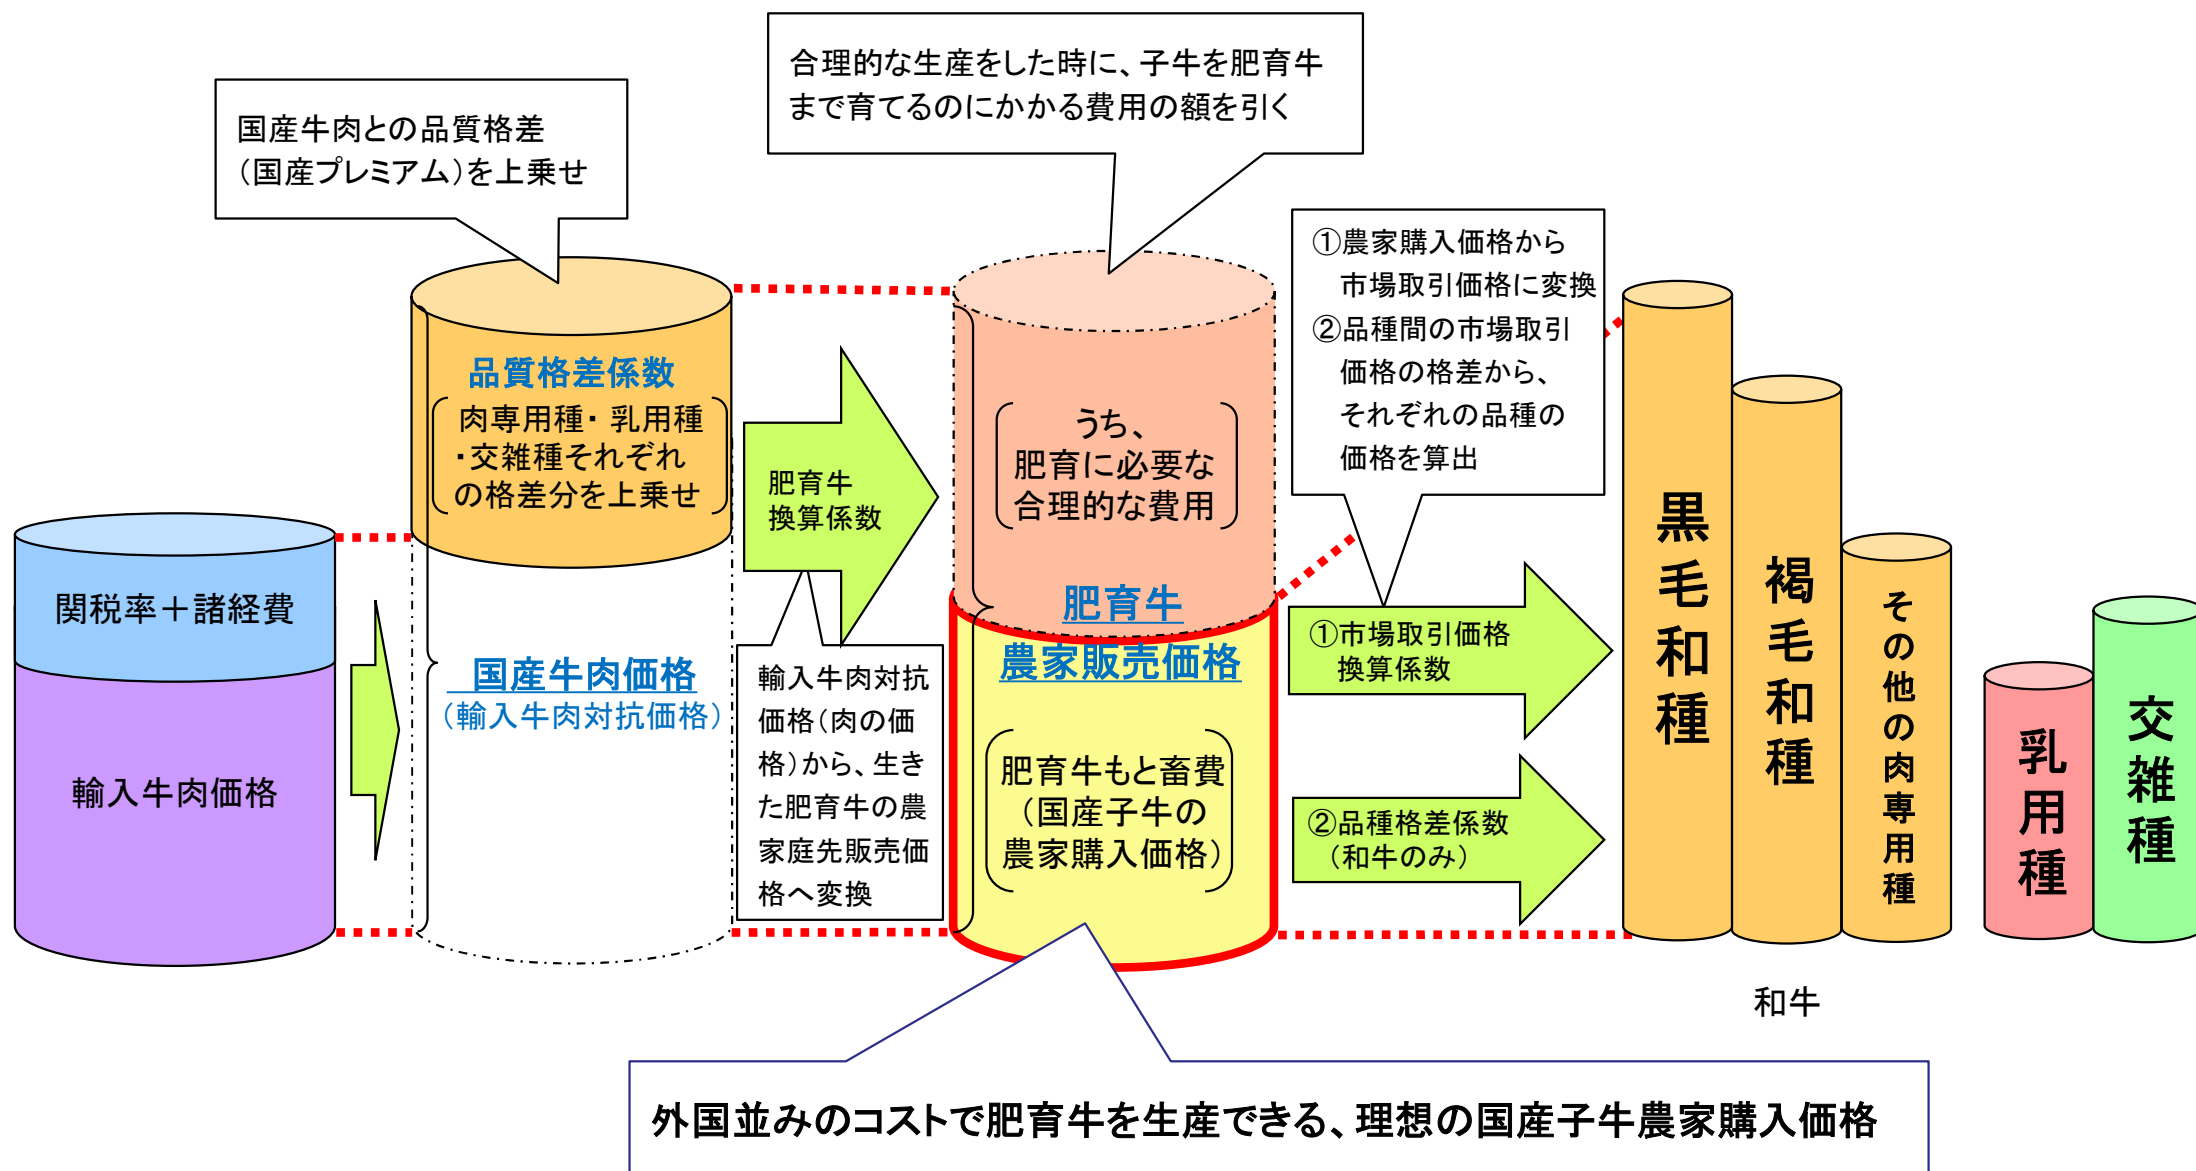 合理的な生産をした時に、子牛を肥育牛
まで育てるのにかかる費用の額を引く
国産牛肉との品質格差
（国産プレミアム）を上乗せ
①農家購入価格から
市場取引価格に変換
②品種間の市場取引
価格の格差から、
それぞれの品種の
価格を算出
関税率＋諸経費
輸入牛肉価格
品質格差係数
肉専用種・乳用種
・交雑種それぞれ
の格差分を上乗せ
国産牛肉価格
（輸入牛肉対抗価格）
肥育牛
換算係数
輸入牛肉対抗
価格（肉の価
格）から、生き
た肥育牛の農
家庭先販売価
格へ変換
うち、
肥育に必要な
合理的な費用
肥育牛
農家販売価格
肥育牛もと畜費
（国産子牛の
農家購入価格）
①市場取引価格
換算係数
②品種格差係数
（和牛のみ）
黒毛和種
褐毛和種
その他の肉専用種
乳用種
交雑種
和牛
外国並みのコストで肥育牛を生産できる、理想の国産子牛農家購入価格